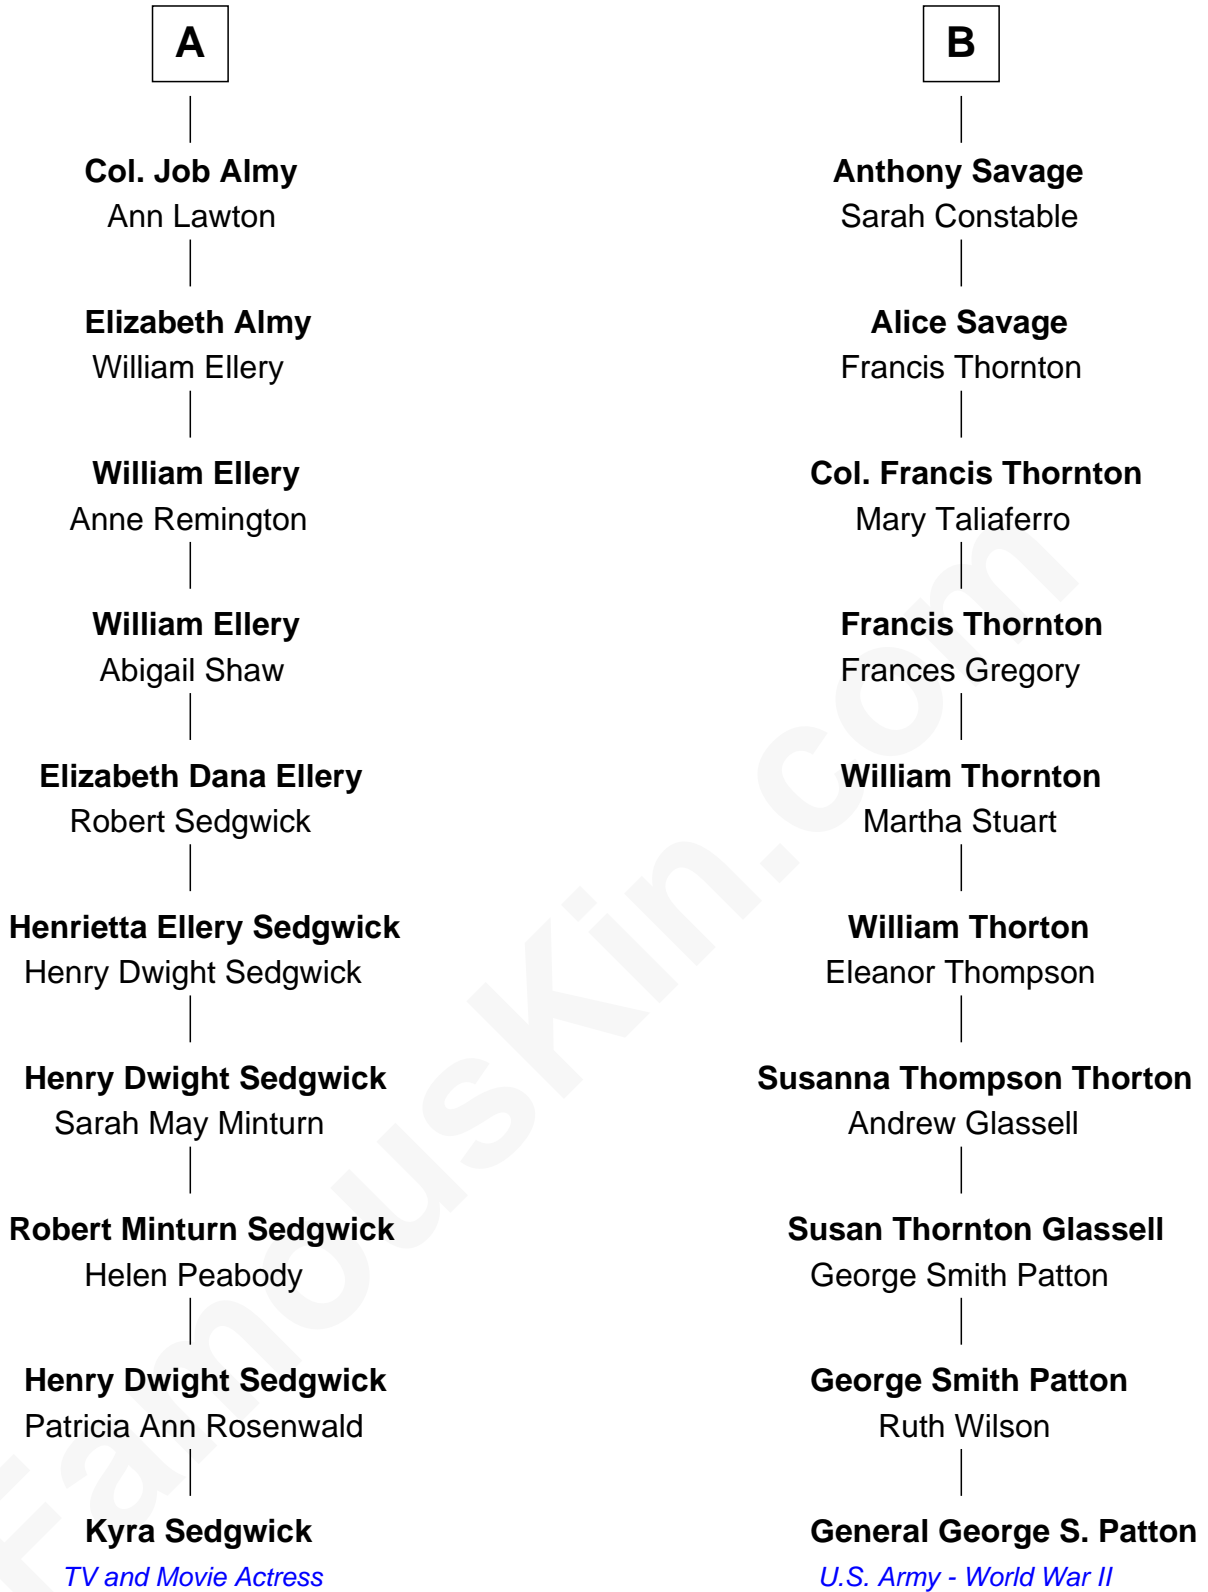 A
Col. Job Almy
Ann Lawton
Elizabeth Almy
William Ellery
William Ellery
Anne Remington
William Ellery
Abigail Shaw
Elizabeth Dana Ellery
Robert Sedgwick
Henrietta Ellery Sedgwick
Henry Dwight Sedgwick
Henry Dwight Sedgwick
Sarah May Minturn
Robert Minturn Sedgwick
Helen Peabody
Henry Dwight Sedgwick
Patricia Ann Rosenwald
Kyra Sedgwick
TV and Movie Actress
B
Anthony Savage
Sarah Constable
Alice Savage
Francis Thornton
Col. Francis Thornton
Mary Taliaferro
Francis Thornton
Frances Gregory
William Thornton
Martha Stuart
William Thorton
Eleanor Thompson
Susanna Thompson Thorton
Andrew Glassell
Susan Thornton Glassell
George Smith Patton
George Smith Patton
Ruth Wilson
General George S. Patton
U.S. Army - World War II
FamousKin.com